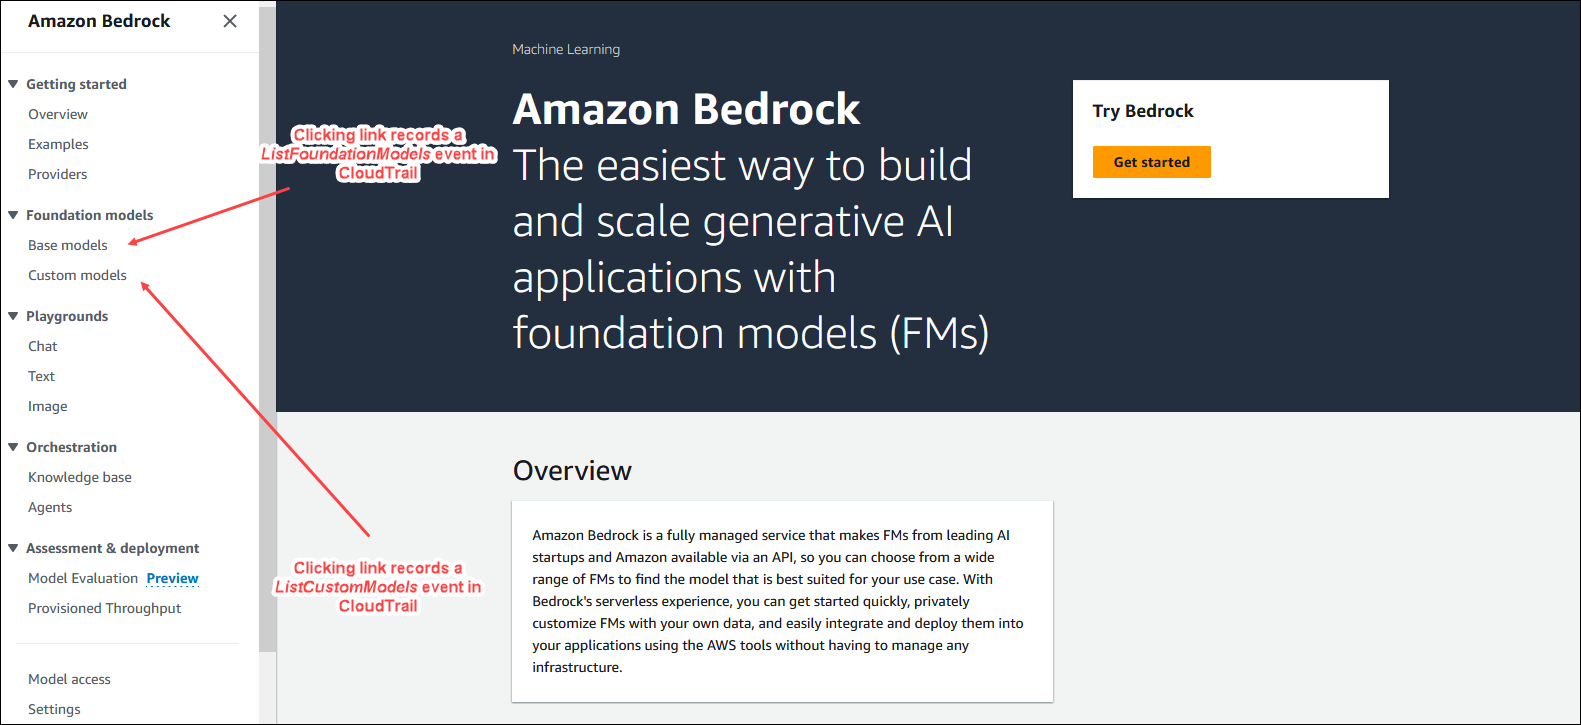 Amazon Bedrock
Getting started
Overview
Examples
Providers
Foundation models
Base models
Custom models
Playgrounds
Chat
Text
Image
Orchestration
Knowledge base
Agents
Assessment & deployment
Model Evaluation Preview
Provisioned Throughput
Model access
Settings
Clicking link records a
ListFoundationModels event in
CloudTrail
Clicking link records a
ListCustomModels event in
CloudTrail
Machine Learning
Amazon Bedrock
The easiest way to build
and scale generative AI
applications with
foundation models (FMs)
Try Bedrock
Get started
Overview
Amazon Bedrock is a fully managed service that makes FMs from leading AI
startups and Amazon available via an API, so you can choose from a wide
range of FMs to find the model that is best suited for your use case. With
Bedrock's serverless experience, you can get started quickly, privately
customize FMs with your own data, and easily integrate and deploy them into
your applications using the AWS tools without having to manage any
infrastructure.